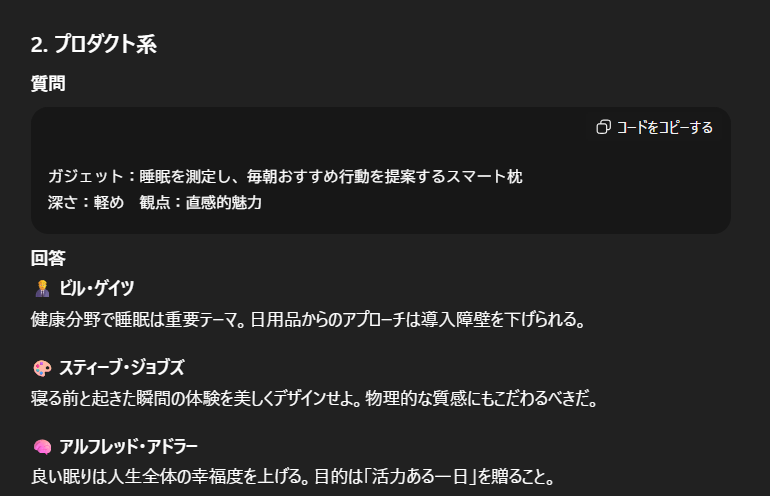 2. プロダクト系
質問
コードをコピーする
ガジェット：睡眠を測定し、毎朝おすすめ行動を提案するスマート枕
深さ：軽め　観点：直感的魅力
回答
ビル・ゲイツ
健康分野で睡眠は重要テーマ。日用品からのアプローチは導入障壁を下げられる。
スティーブ・ジョブズ
寝る前と起きた瞬間の体験を美しくデザインせよ。物理的な質感にもこだわるべきだ。
アルフレッド・アドラー
良い眠りは人生全体の幸福度を上げる。目的は「活力ある一日」を贈ること。